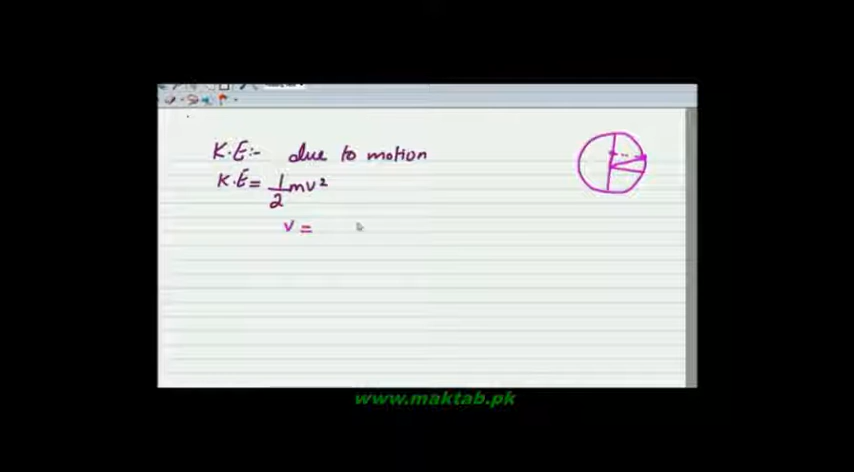 K.E:- due to motion
K.E = 1/2 mv²
v =
www.maktab.pk